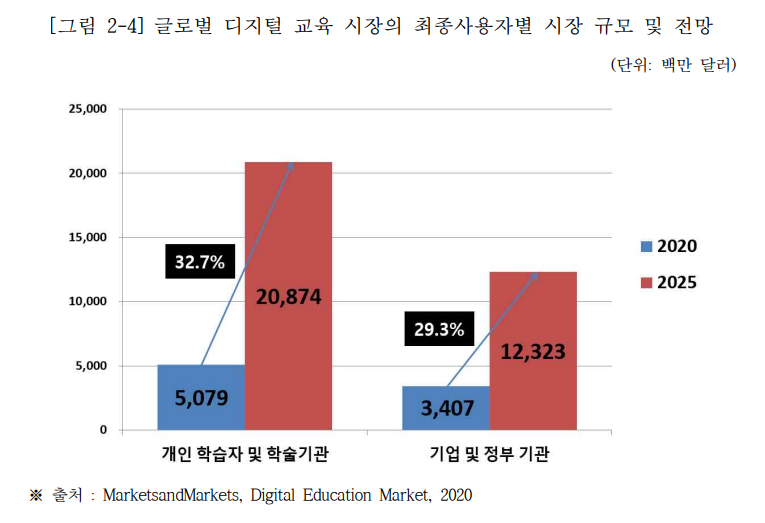 [그림 2-4] 글로벌 디지털 교육 시장의 최종사용자별 시장 규모 및 전망
(단위: 백만 달러)
25,000
20,000
15,000
10,000
5,000
0
32.7%
20,874
5,079
29.3%
12,323
3,407
2020
2025
개인 학습자 및 학술기관
기업 및 정부 기관
※ 출처 : MarketsandMarkets, Digital Education Market, 2020